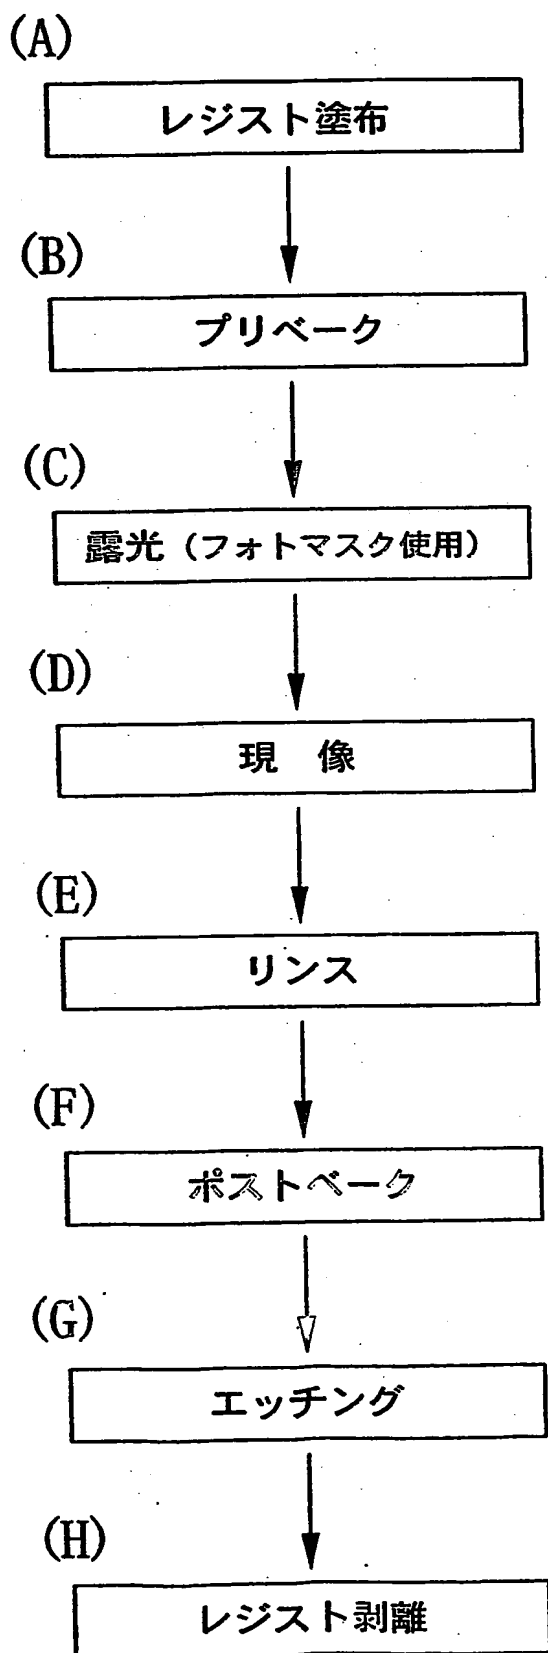 (A)
レジスト塗布
(B)
プリベーク
(C)
露光（フォトマスク使用）
(D)
現　像
(E)
リンス
(F)
ポストベーク
(G)
エッチング
(H)
レジスト剥離